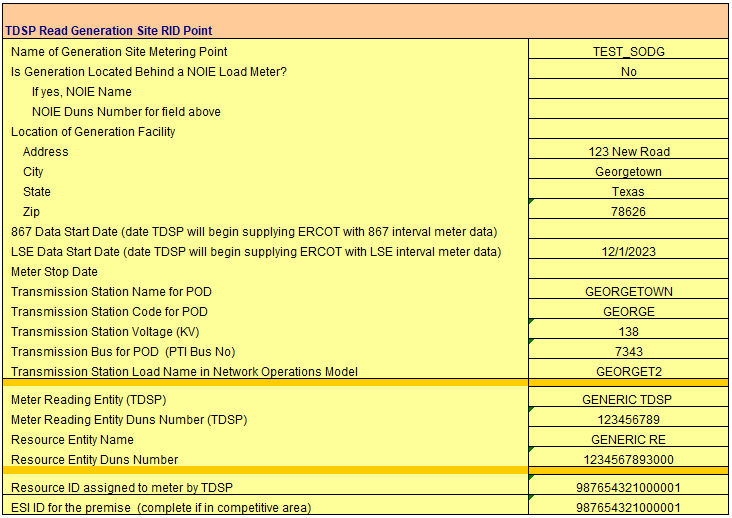 TDSP Read Generation Site RID Point
Name of Generation Site Metering Point TEST_SODG
Is Generation Located Behind a NOIE Load Meter? No
If yes, NOIE Name
NOIE Duns Number for field above
Location of Generation Facility
Address 123 New Road
City Georgetown
State Texas
Zip 78626
867 Data Start Date (date TDSP will begin supplying ERCOT with 867 interval meter data)
LSE Data Start Date (date TDSP will begin supplying ERCOT with LSE interval meter data) 12/1/2023
Meter Stop Date
Transmission Station Name for POD GEORGETOWN
Transmission Station Code for POD GEORGE
Transmission Station Voltage (KV) 138
Transmission Bus for POD (PTI Bus No) 7343
Transmission Station Load Name in Network Operations Model GEORGET2
Meter Reading Entity (TDSP) GENERIC TDSP
Meter Reading Entity Duns Number (TDSP) 123456789
Resource Entity Name GENERIC RE
Resource Entity Duns Number 1234567893000
Resource ID assigned to meter by TDSP 987654321000001
ESI ID for the premise (complete if in competitive area) 987654321000001